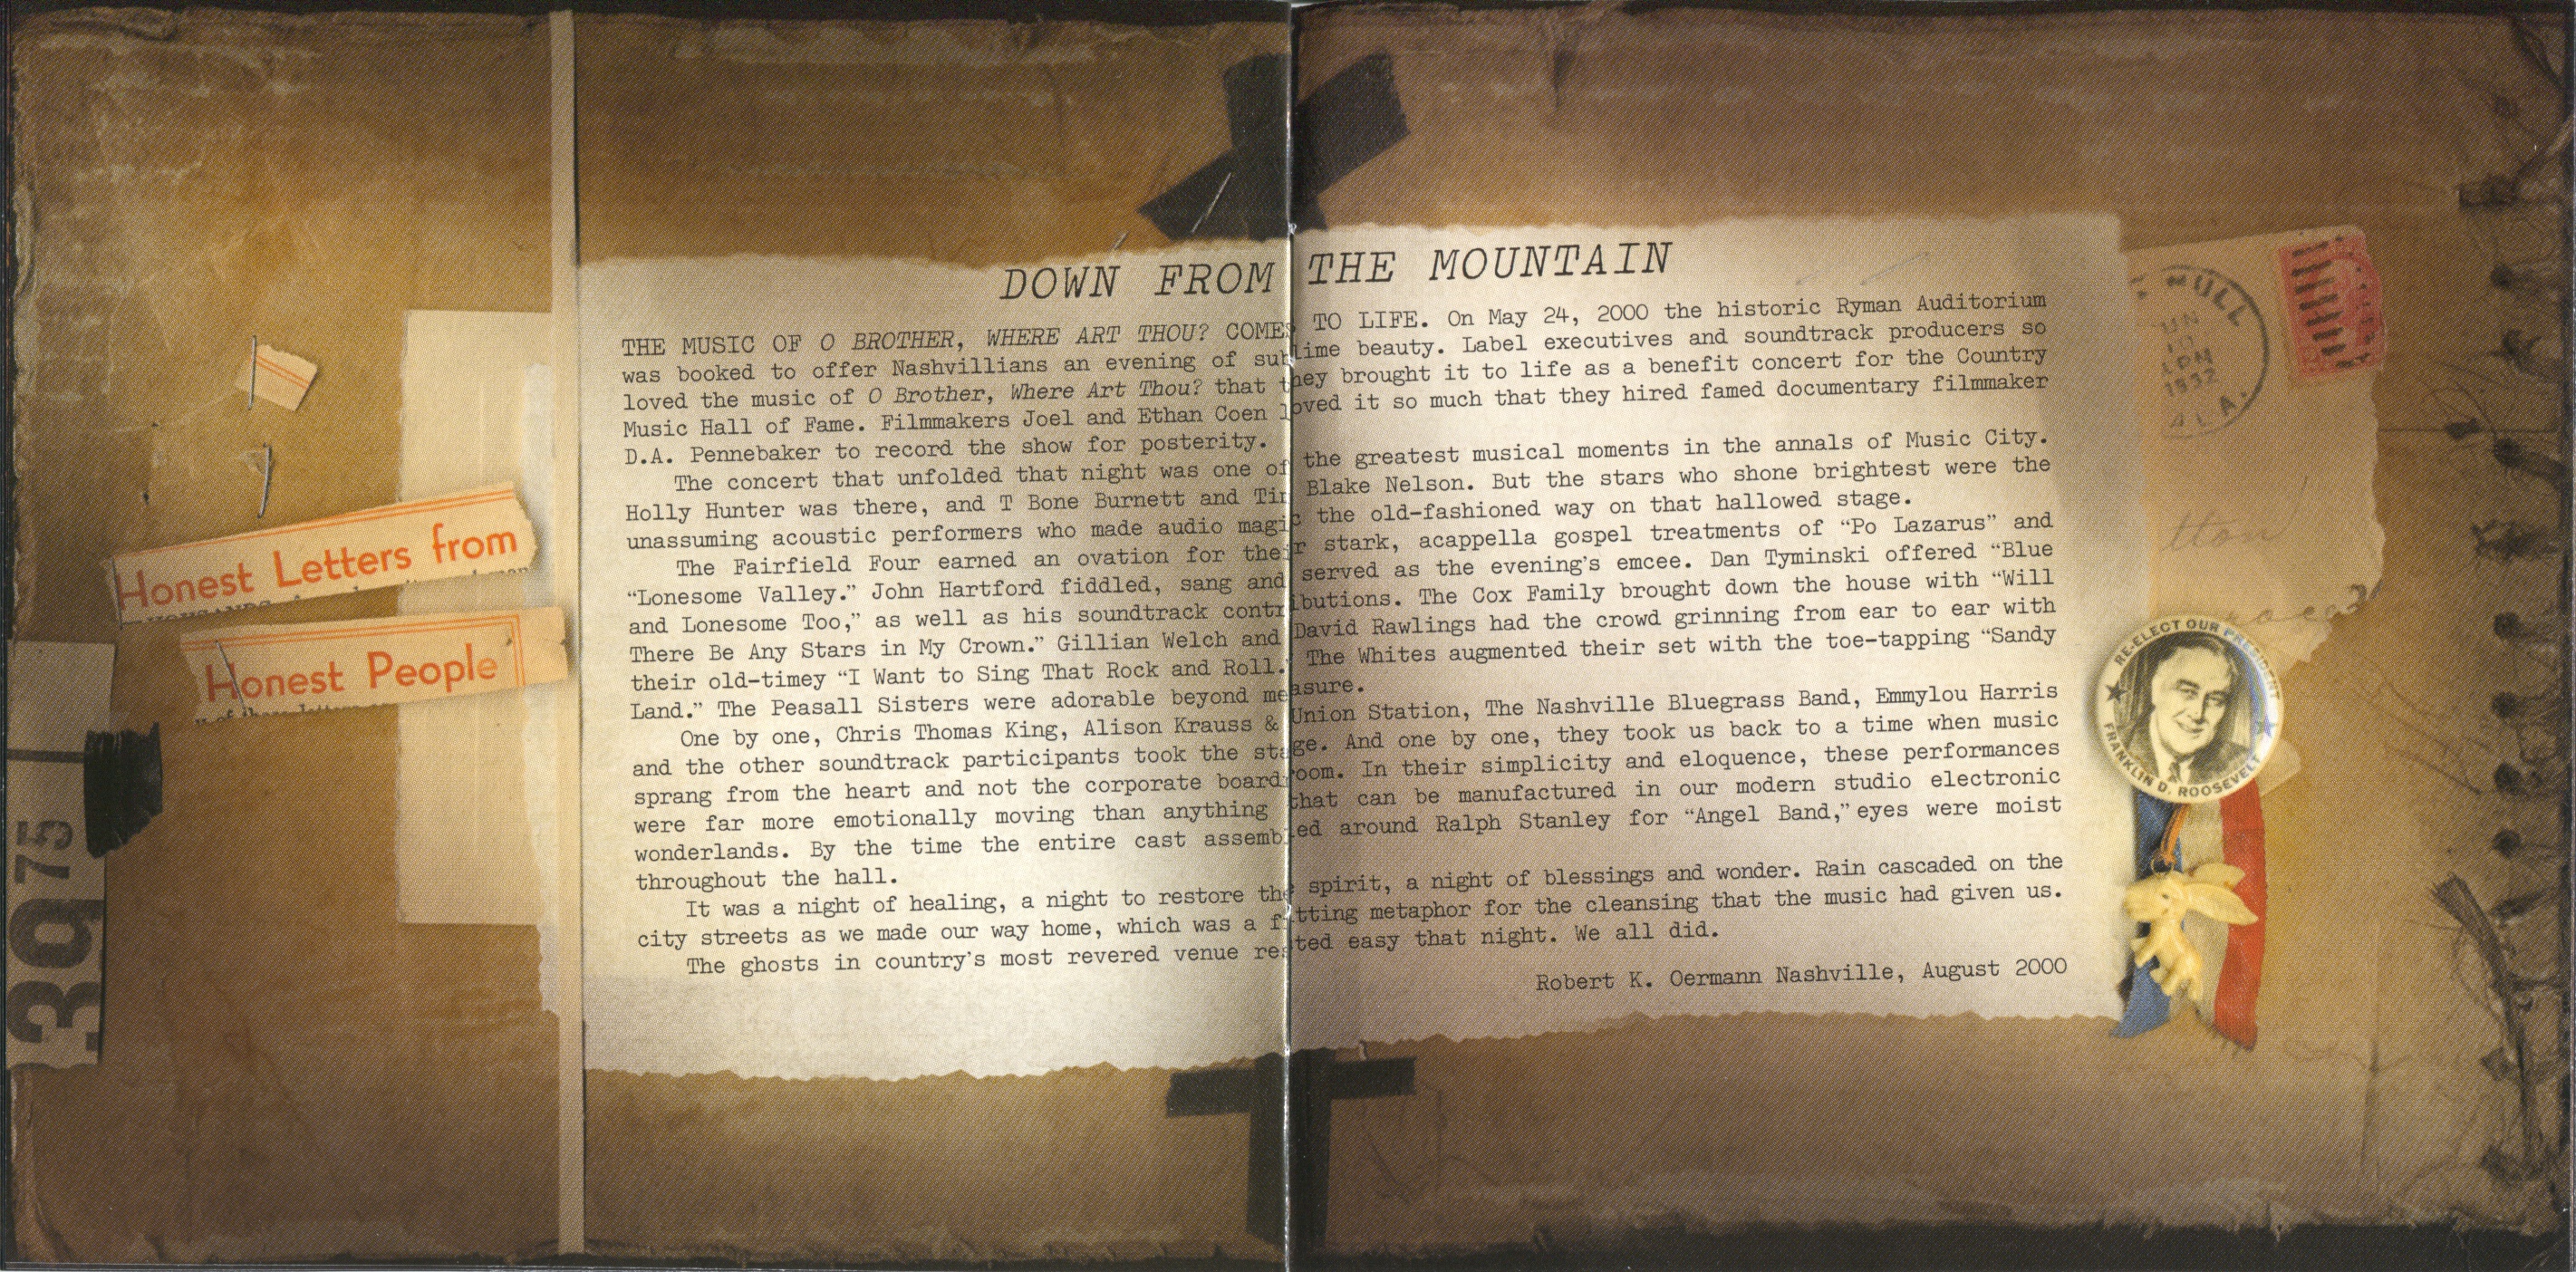 DOWN FROM THE MOUNTAIN
THE MUSIC OF O BROTHER, WHERE ART THOU? COMES TO LIFE. On May 24, 2000 the historic Ryman Auditorium
was booked to offer Nashvillians an evening of sublime beauty. Label executives and soundtrack producers so
loved the music of O Brother, Where Art Thou? that they brought it to life as a benefit concert for the Country
Music Hall of Fame. Filmmakers Joel and Ethan Coen loved it so much that they hired famed documentary filmmaker
D.A. Pennebaker to record the show for posterity.
The concert that unfolded that night was one of the greatest musical moments in the annals of Music City.
Holly Hunter was there, and T Bone Burnett and Tim Blake Nelson. But the stars who shone brightest were the
unassuming acoustic performers who made audio magic the old-fashioned way on that hallowed stage.
The Fairfield Four earned an ovation for their stark, acappella gospel treatments of “Po Lazarus” and
“Lonesome Valley.” John Hartford fiddled, sang and served as the evening's emcee. Dan Tyminski offered “Blue
and Lonesome Too,” as well as his soundtrack contributions. The Cox Family brought down the house with “Will
There Be Any Stars in My Crown.” Gillian Welch and David Rawlings had the crowd grinning from ear to ear with
their old-timey “I Want to Sing That Rock and Roll.” The Whites augmented their set with the toe-tapping “Sandy
Land.” The Peasall Sisters were adorable beyond measure.
One by one, Chris Thomas King, Alison Krauss & Union Station, The Nashville Bluegrass Band, Emmylou Harris
and the other soundtrack participants took the stage. And one by one, they took us back to a time when music
sprang from the heart and not the corporate boardroom. In their simplicity and eloquence, these performances
were far more emotionally moving than anything that can be manufactured in our modern studio electronic
wonderlands. By the time the entire cast assembled around Ralph Stanley for “Angel Band,” eyes were moist
throughout the hall.
It was a night of healing, a night to restore the spirit, a night of blessings and wonder. Rain cascaded on the
city streets as we made our way home, which was a fitting metaphor for the cleansing that the music had given us.
The ghosts in country's most revered venue rested easy that night. We all did.
Robert K. Oermann Nashville, August 2000
Honest Letters from
Honest People
3975
MULL
10
1932
ALA.
tton
RE-ELECT OUR PRESIDENT
FRANKLIN D. ROOSEVELT